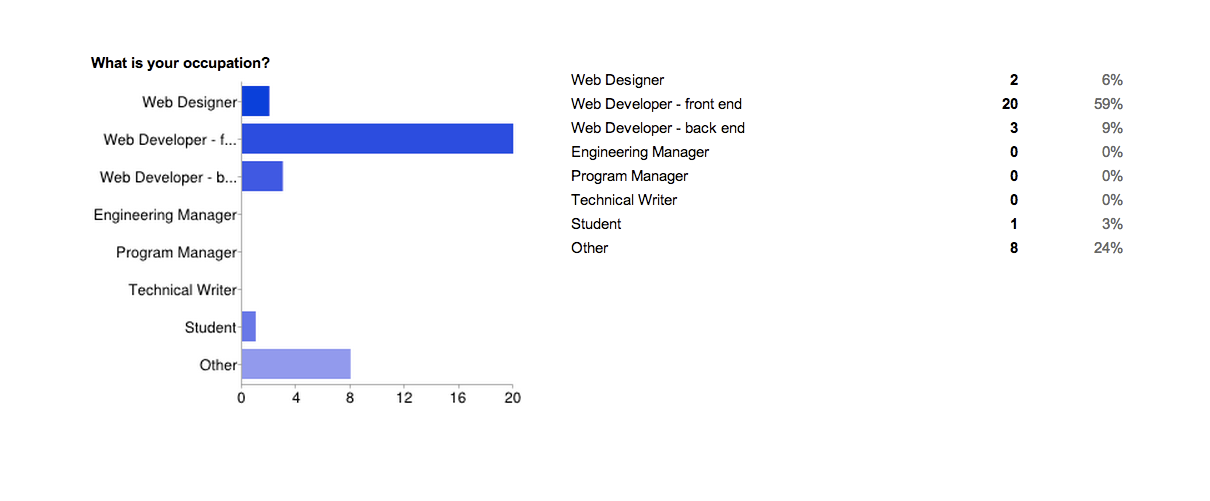 What is your occupation?
Web Designer
Web Developer - f...
Web Developer - b...
Engineering Manager
Program Manager
Technical Writer
Student
Other
0 4 8 12 16 20
Web Designer 2 6%
Web Developer - front end 20 59%
Web Developer - back end 3 9%
Engineering Manager 0 0%
Program Manager 0 0%
Technical Writer 0 0%
Student 1 3%
Other 8 24%